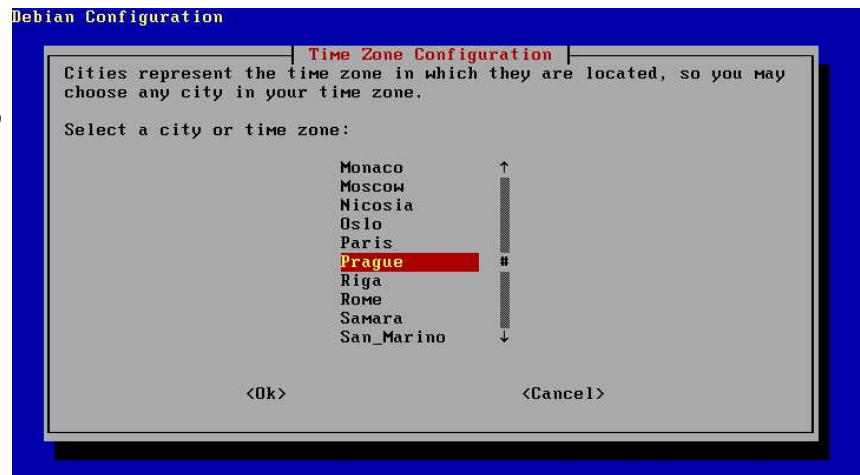 Debian Configuration
Time Zone Configuration
Cities represent the time zone in which they are located, so you may
choose any city in your time zone.
Select a city or time zone:
Monaco ↑
Moscow
Nicosia
Oslo
Paris
Prague #
Riga
Rome
Samara
San_Marino ↓
<Ok> <Cancel>